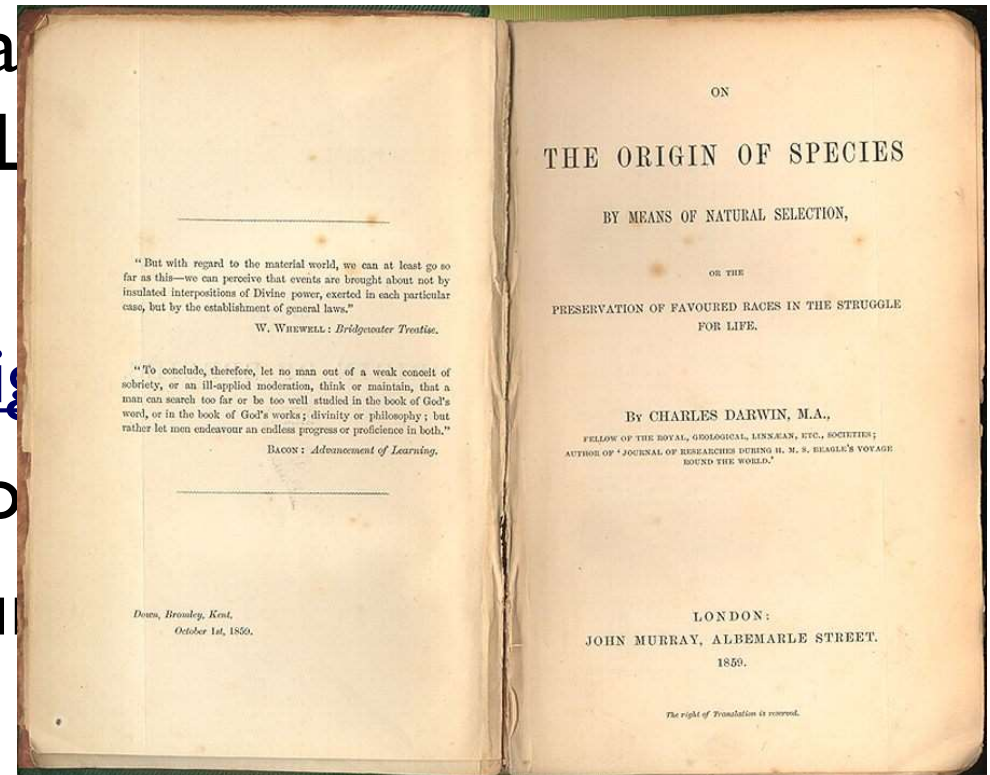 “But with regard to the material world, we can at least go so
far as this—we can perceive that events are brought about not by
insulated interpositions of Divine power, exerted in each particular
case, but by the establishment of general laws.”
W. WHEWELL: Bridgewater Treatise.
“To conclude, therefore, let no man out of a weak conceit of
sobriety, or an ill-applied moderation, think or maintain, that a
man can search too far or be too well studied in the book of God's
word, or in the book of God's works; divinity or philosophy; but
rather let men endeavour an endless progress or proficience in both.”
BACON: Advancement of Learning.
Down, Bromley, Kent,
October 1st, 1859.
ON
THE ORIGIN OF SPECIES
BY MEANS OF NATURAL SELECTION,
OR THE
PRESERVATION OF FAVOURED RACES IN THE STRUGGLE
FOR LIFE.
BY CHARLES DARWIN, M.A.,
FELLOW OF THE ROYAL, GEOLOGICAL, LINNÆAN, ETC., SOCIETIES;
AUTHOR OF ‘JOURNAL OF RESEARCHES DURING H. M. S. BEAGLE'S VOYAGE
ROUND THE WORLD.’
LONDON:
JOHN MURRAY, ALBEMARLE STREET.
1859.
The right of Translation is reserved.